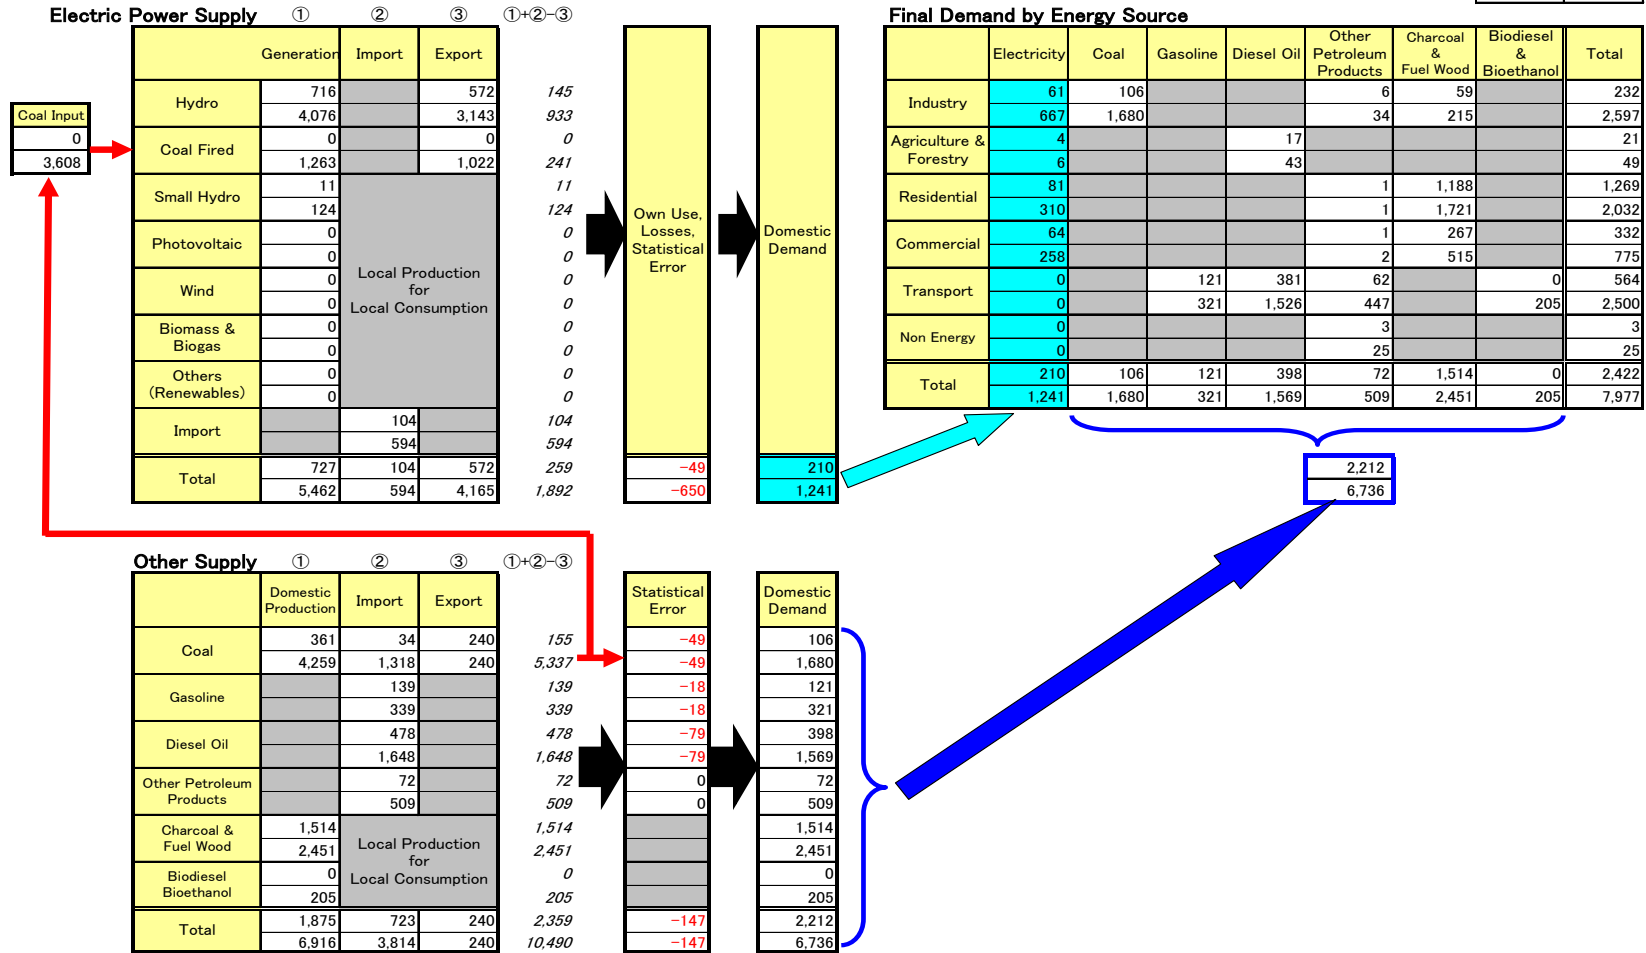 Electric Power Supply ① ② ③ ①+②-③
Generation Import Export
Hydro
716 572 145
4,076 3,143 933
Coal Input
0
3,608
Coal Fired
0 0 0
1,263 1,022 241
Small Hydro
11 11
124 124
Photovoltaic
0 0
0 0
Wind
0 0
0 0
Biomass &
Biogas
0 0
0 0
Others
(Renewables)
0 0
0 0
Local Production
for
Local Consumption
Import
104 104
594 594
Total
727 104 572 259
5,462 594 4,165 1,892
Own Use,
Losses,
Statistical
Error
-49
-650
Domestic
Demand
210
1,241
Final Demand by Energy Source
Electricity Coal Gasoline Diesel Oil
Other
Petroleum
Products
Charcoal
&
Fuel Wood
Biodiesel
&
Bioethanol
Total
Industry
61 106 6 59 232
667 1,680 34 215 2,597
Agriculture &
Forestry
4 17 21
6 43 49
Residential
81 1 1,188 1,269
310 1 1,721 2,032
Commercial
64 1 267 332
258 2 515 775
Transport
0 121 381 62 0 564
0 321 1,526 447 205 2,500
Non Energy
0 3 3
0 25 25
Total
210 106 121 398 72 1,514 0 2,422
1,241 1,680 321 1,569 509 2,451 205 7,977
2,212
6,736
Other Supply ① ② ③ ①+②-③
Domestic
Production
Import Export
Statistical
Error
Domestic
Demand
Coal
361 34 240 155 -49 106
4,259 1,318 240 5,337 -49 1,680
Gasoline
139 139 -18 121
339 339 -18 321
Diesel Oil
478 478 -79 398
1,648 1,648 -79 1,569
Other Petroleum
Products
72 72 0 72
509 509 0 509
Charcoal &
Fuel Wood
1,514 1,514 1,514
2,451 2,451 2,451
Biodiesel
Bioethanol
0 0 0
205 205 205
Local Production
for
Local Consumption
Total
1,875 723 240 2,359 -147 2,212
6,916 3,814 240 10,490 -147 6,736